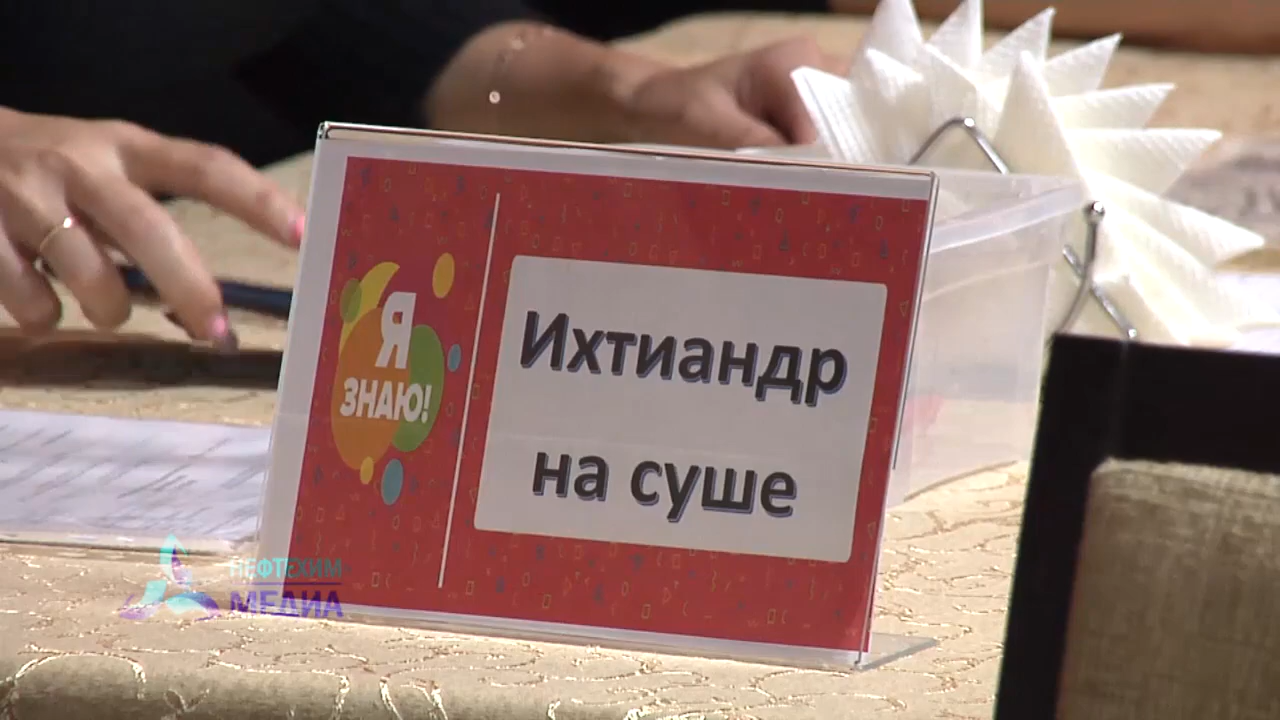 Я
ЗНАЮ!
Ихтиандр
на суше
НЕФТЕХИМ
МЕДИА